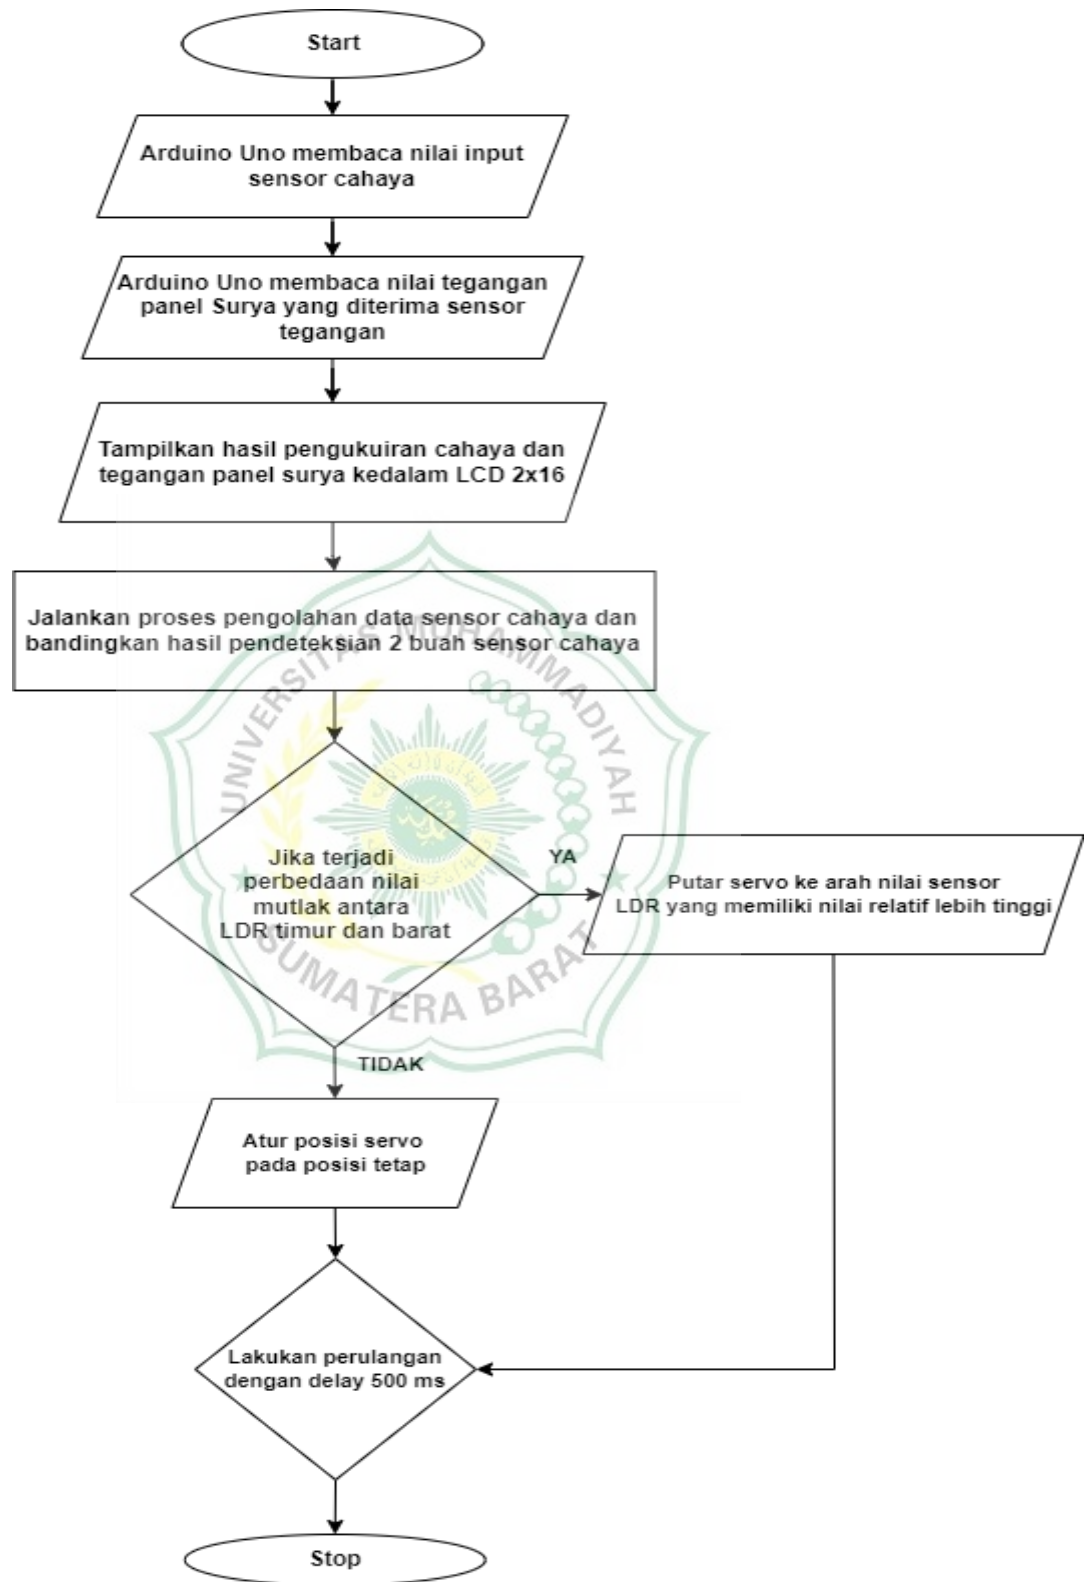 Start
Arduino Uno membaca nilai input
sensor cahaya
Arduino Uno membaca nilai tegangan
panel Surya yang diterima sensor
tegangan
Tampilkan hasil pengukuiran cahaya dan
tegangan panel surya kedalam LCD 2x16
Jalankan proses pengolahan data sensor cahaya dan
bandingkan hasil pendeteksian 2 buah sensor cahaya
UNIVERSITAS MUHAMMADIYAH
Jika terjadi
perbedaan nilai
mutlak antara
LDR timur dan barat
YA
Putar servo ke arah nilai sensor
LDR yang memiliki nilai relatif lebih tinggi
SUMATERA BARAT
TIDAK
Atur posisi servo
pada posisi tetap
Lakukan perulangan
dengan delay 500 ms
Stop